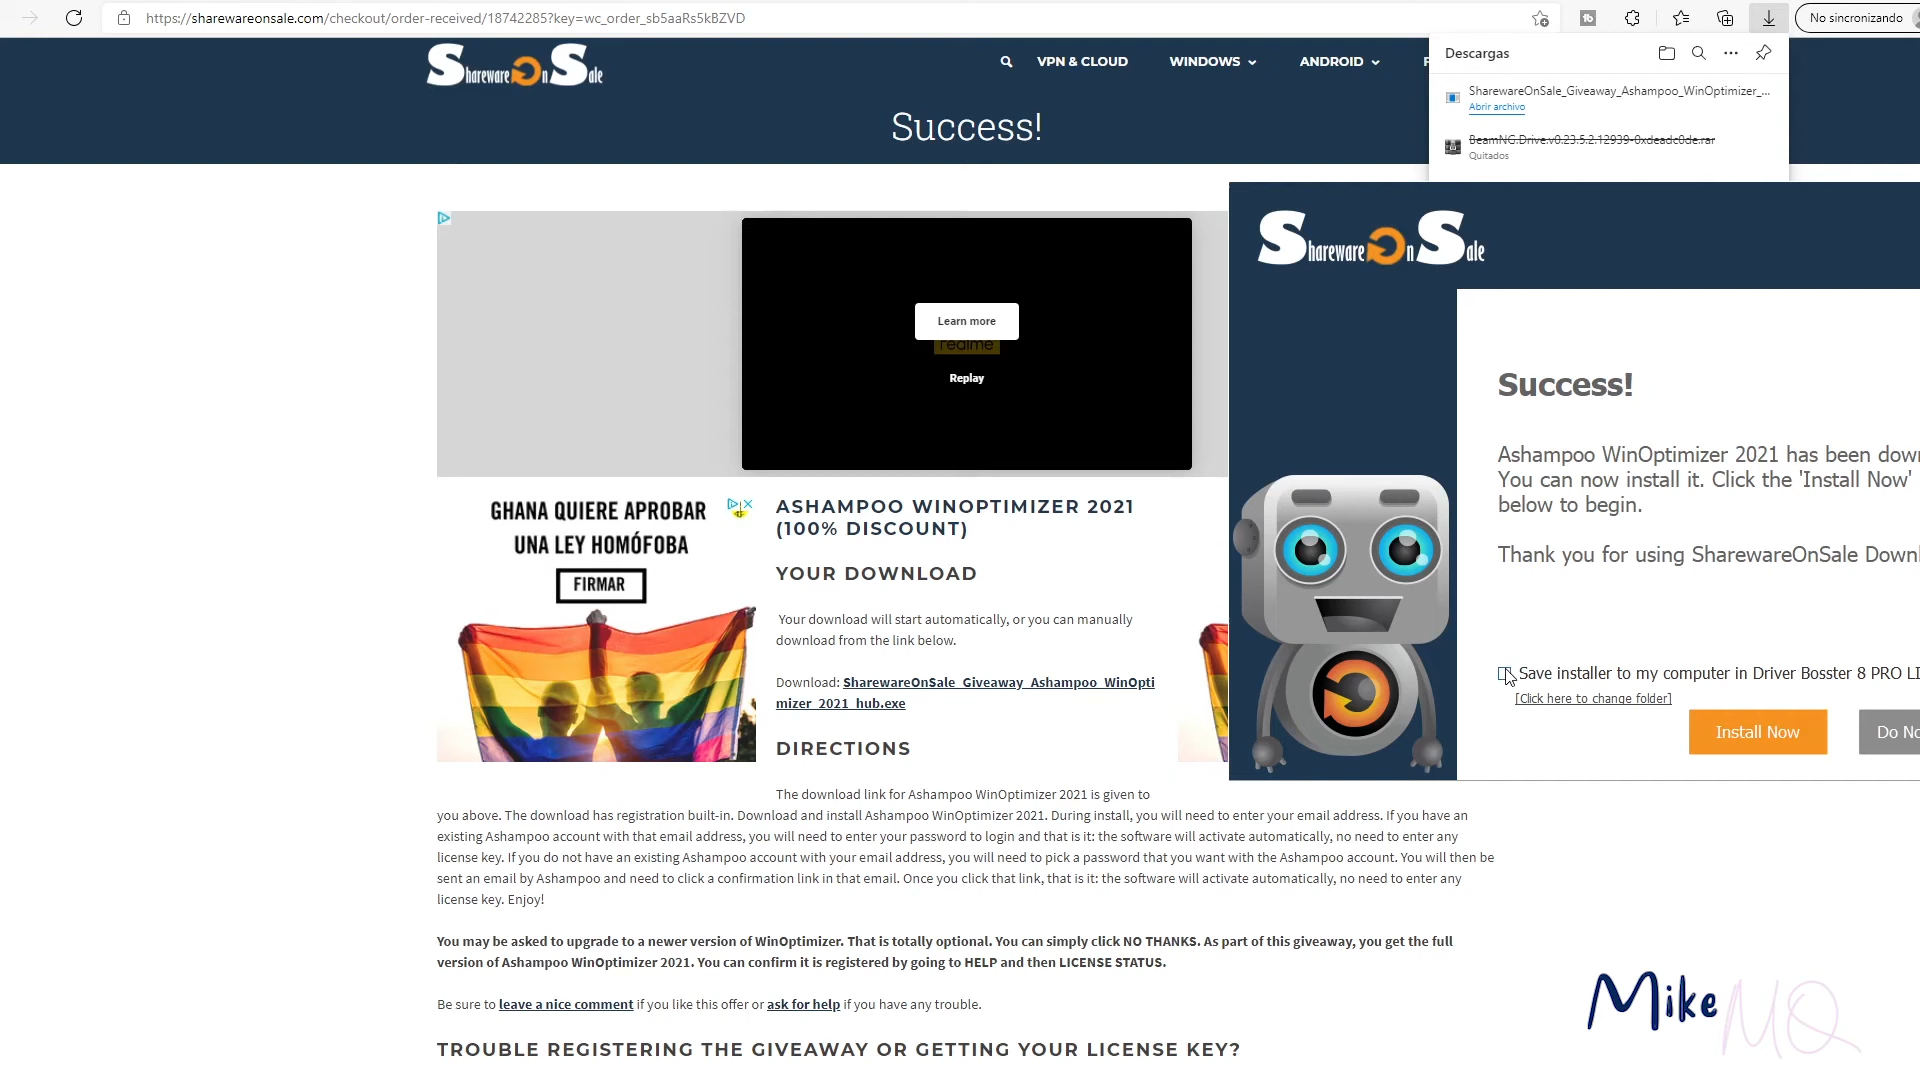 https://sharewareonsale.com/checkout/order-received/18742285?key=wc_order_sb5aaRs5kBZVD
No sincronizando
SharewareOnSale
VPN & CLOUD
WINDOWS
ANDROID
F
Success!
Descargas
SharewareOnSale_Giveaway_Ashampoo_WinOptimizer_...
Abrir archivo
BeamNG.Drive.v0.23.5.2.12939-0xdeadc0de.rar
Quitados
Learn more
realme
Replay
GHANA QUIERE APROBAR
UNA LEY HOMÓFOBA
FIRMAR
ASHAMPOO WINOPTIMIZER 2021
(100% DISCOUNT)
YOUR DOWNLOAD
Your download will start automatically, or you can manually
download from the link below.
Download: SharewareOnSale_Giveaway_Ashampoo_WinOpti
mizer_2021_hub.exe
DIRECTIONS
The download link for Ashampoo WinOptimizer 2021 is given to
you above. The download has registration built-in. Download and install Ashampoo WinOptimizer 2021. During install, you will need to enter your email address. If you have an
existing Ashampoo account with that email address, you will need to enter your password to login and that is it: the software will activate automatically, no need to enter any
license key. If you do not have an existing Ashampoo account with your email address, you will need to pick a password that you want with the Ashampoo account. You will then be
sent an email by Ashampoo and need to click a confirmation link in that email. Once you click that link, that is it: the software will activate automatically, no need to enter any
license key. Enjoy!
You may be asked to upgrade to a newer version of WinOptimizer. That is totally optional. You can simply click NO THANKS. As part of this giveaway, you get the full
version of Ashampoo WinOptimizer 2021. You can confirm it is registered by going to HELP and then LICENSE STATUS.
Be sure to leave a nice comment if you like this offer or ask for help if you have any trouble.
TROUBLE REGISTERING THE GIVEAWAY OR GETTING YOUR LICENSE KEY?
SharewareOnSale
Success!
Ashampoo WinOptimizer 2021 has been down
You can now install it. Click the 'Install Now'
below to begin.
Thank you for using SharewareOnSale Downl
Save installer to my computer in Driver Bosster 8 PRO LI
[Click here to change folder]
Install Now
Do No
Mike MQ